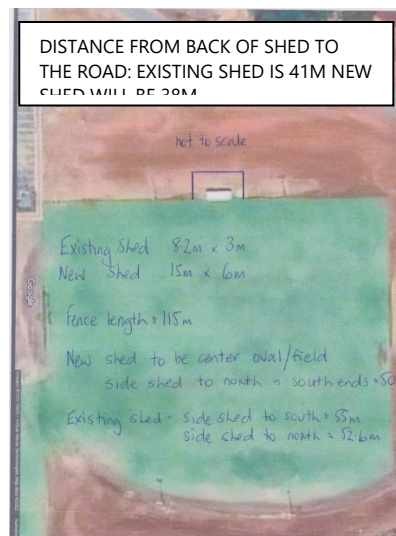 DISTANCE FROM BACK OF SHED TO
THE ROAD: EXISTING SHED IS 41M NEW
SHED WILL BE 38M
not to scale
Existing Shed 8.2m x 3m
New Shed 15m x 6m
Google
Fence length = 115m
New shed to be center oval/field
side shed to north & south ends = 50
Existing shed - side shed to south = 55m
side shed to north = 52.6m